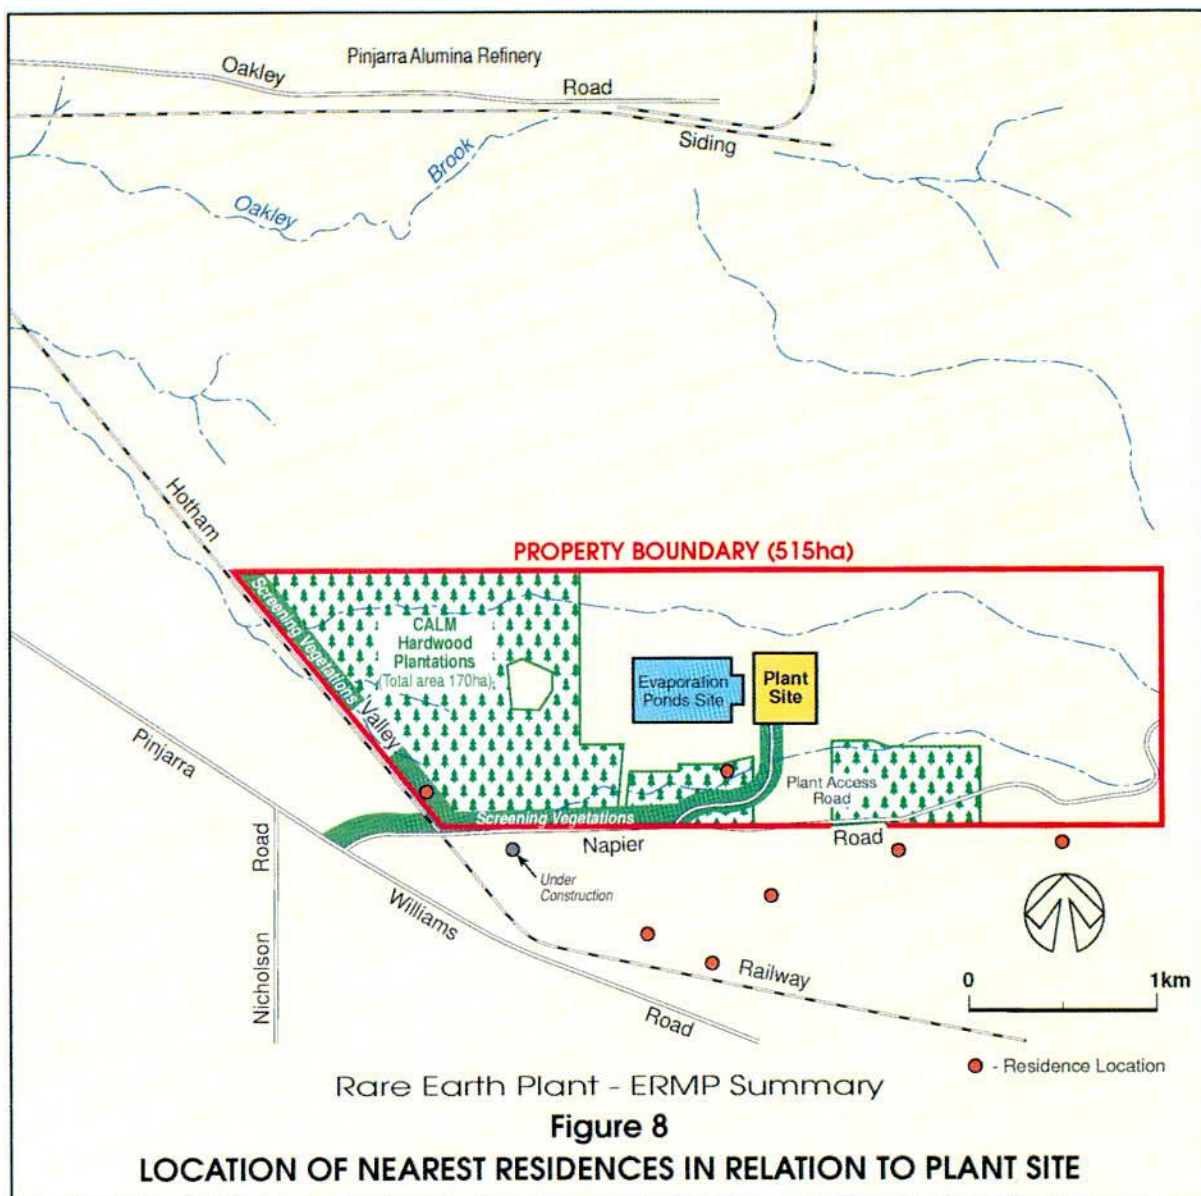 Pinjarra Alumina Refinery
Oakley
Road
Siding
Brook
Oakley
Hotham
PROPERTY BOUNDARY (515ha)
Screening Vegetations
CALM
Hardwood
Plantations
(Total area 170ha)
Evaporation
Ponds Site
Plant
Site
Valley
Pinjarra
Plant Access
Road
Screening Vegetations
Napier
Road
Road
Nicholson
Under
Construction
Williams
Railway
Road
0
1km
- Residence Location
Rare Earth Plant - ERMP Summary
Figure 8
LOCATION OF NEAREST RESIDENCES IN RELATION TO PLANT SITE